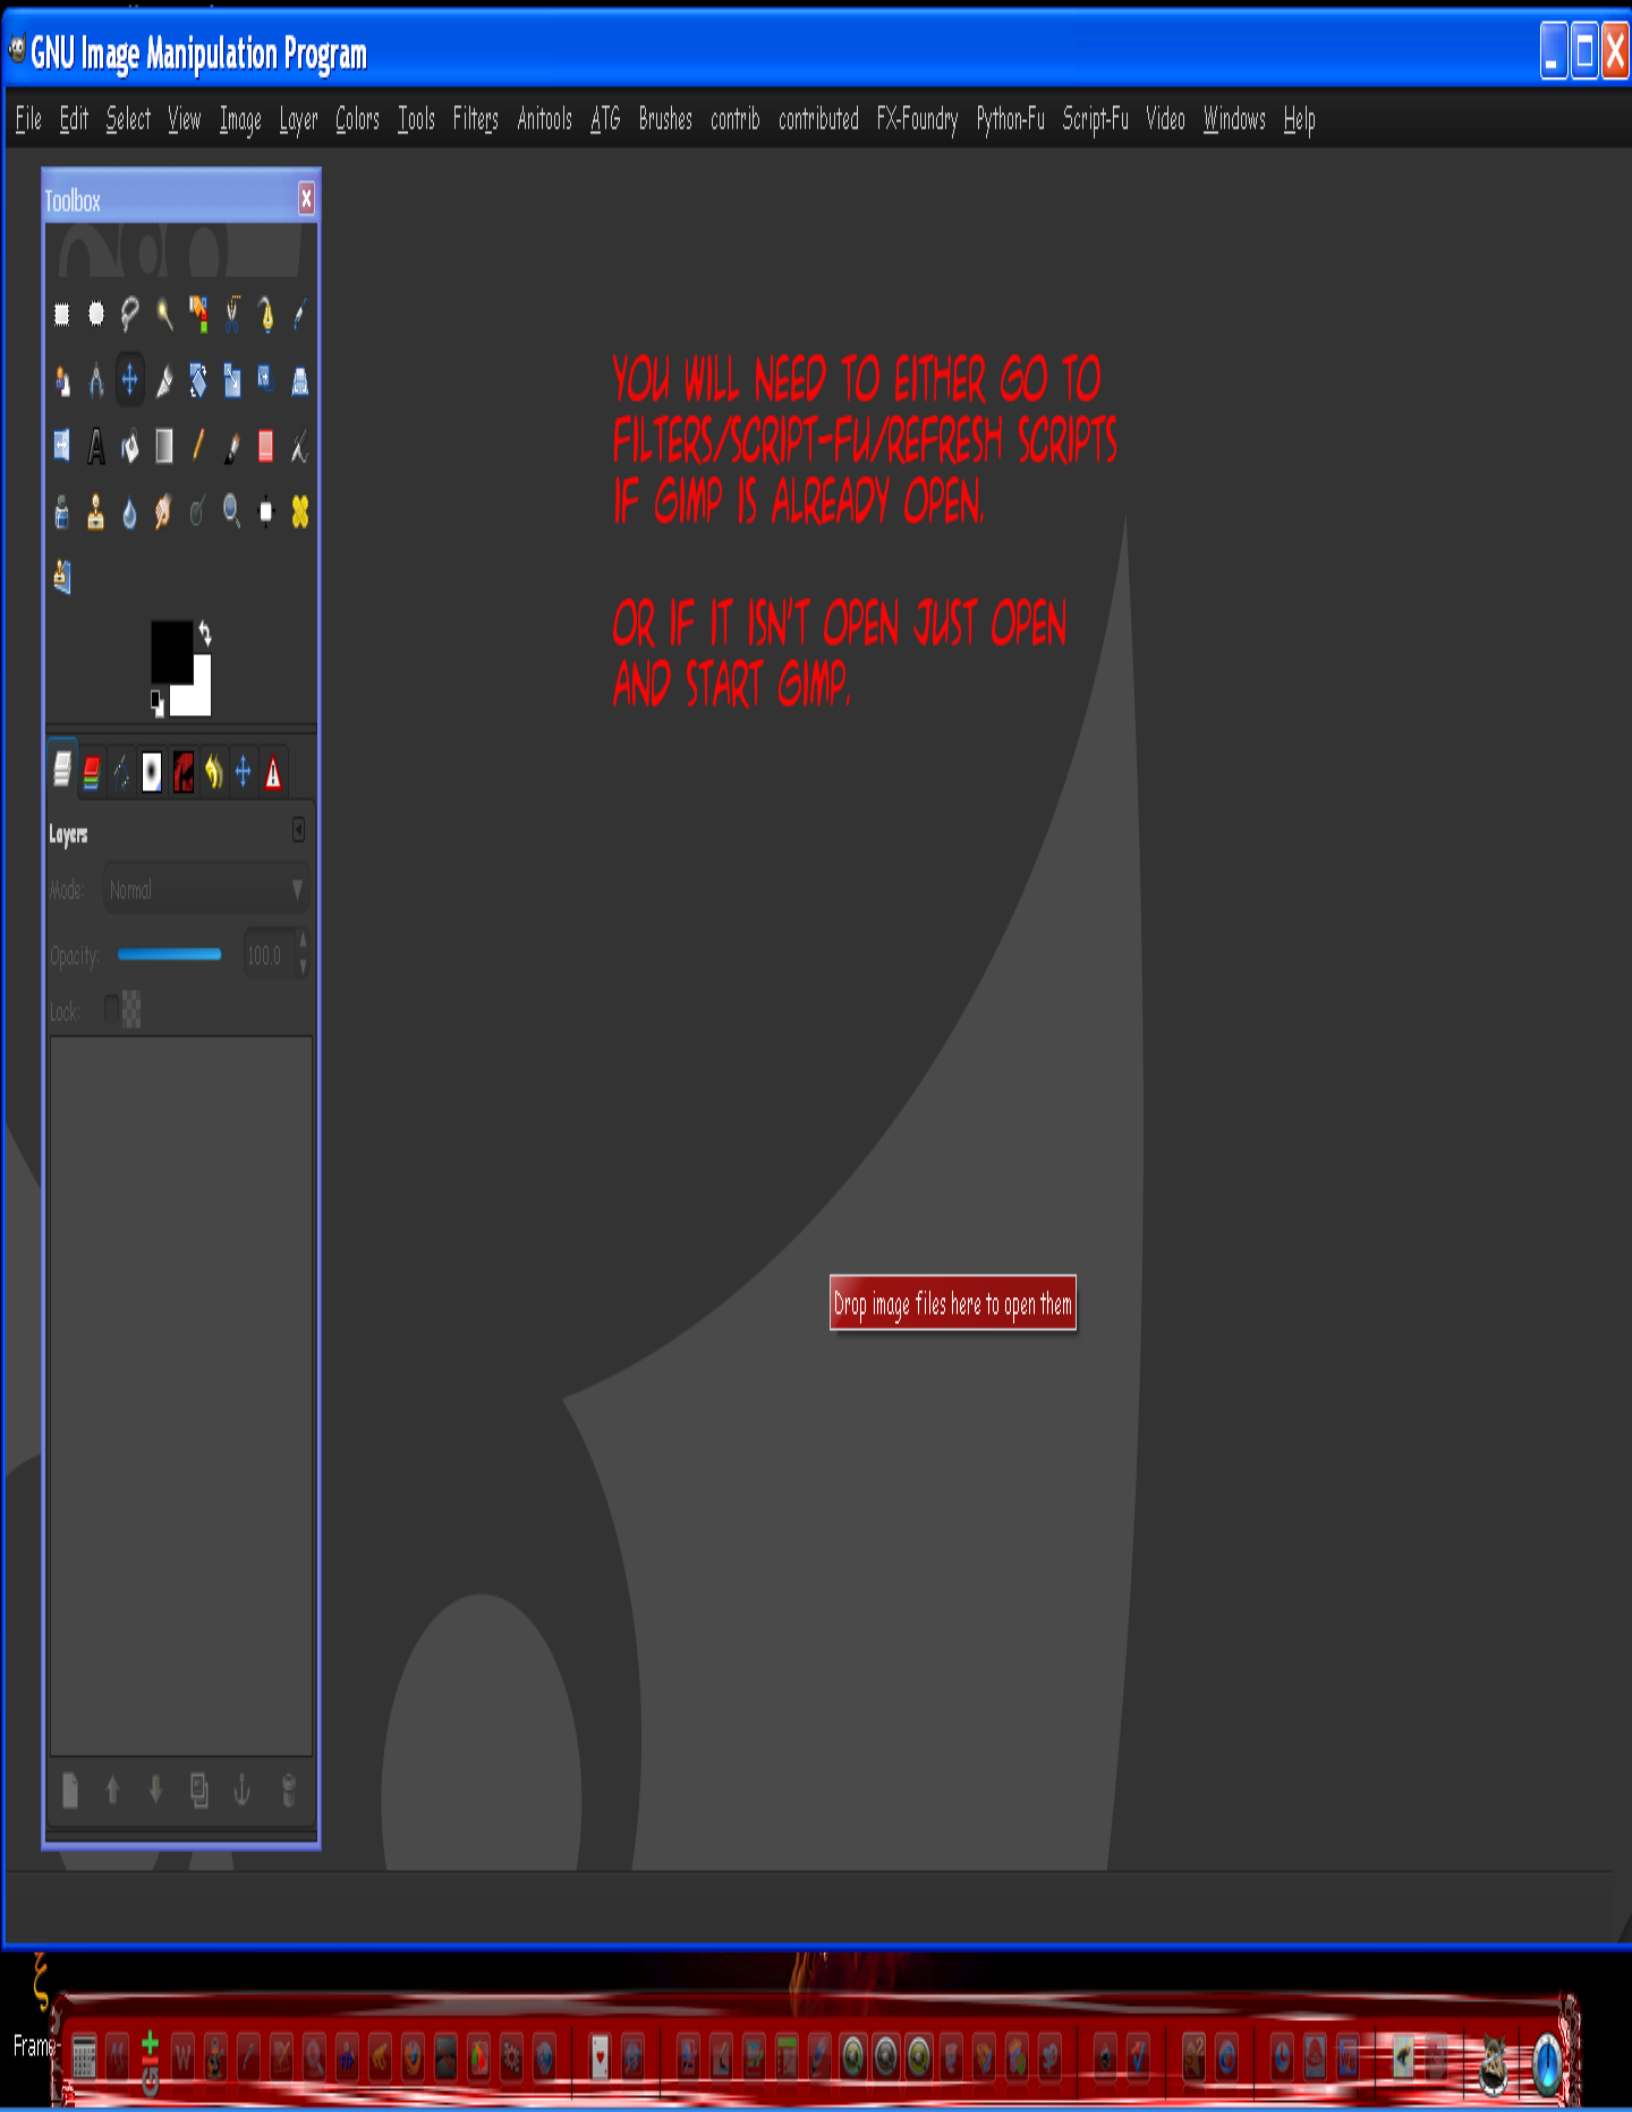 GNU Image Manipulation Program
File Edit Select View Image Layer Colors Tools Filters Anitools ATG Brushes contrib contributed FX-Foundry Python-Fu Script-Fu Video Windows Help
Toolbox
YOU WILL NEED TO EITHER GO TO
FILTERS/SCRIPT-FU/REFRESH SCRIPTS
IF GIMP IS ALREADY OPEN.
OR IF IT ISN'T OPEN JUST OPEN
AND START GIMP.
Layers
Mode: Normal
Opacity: 100.0
Lock:
Drop image files here to open them
Frame-